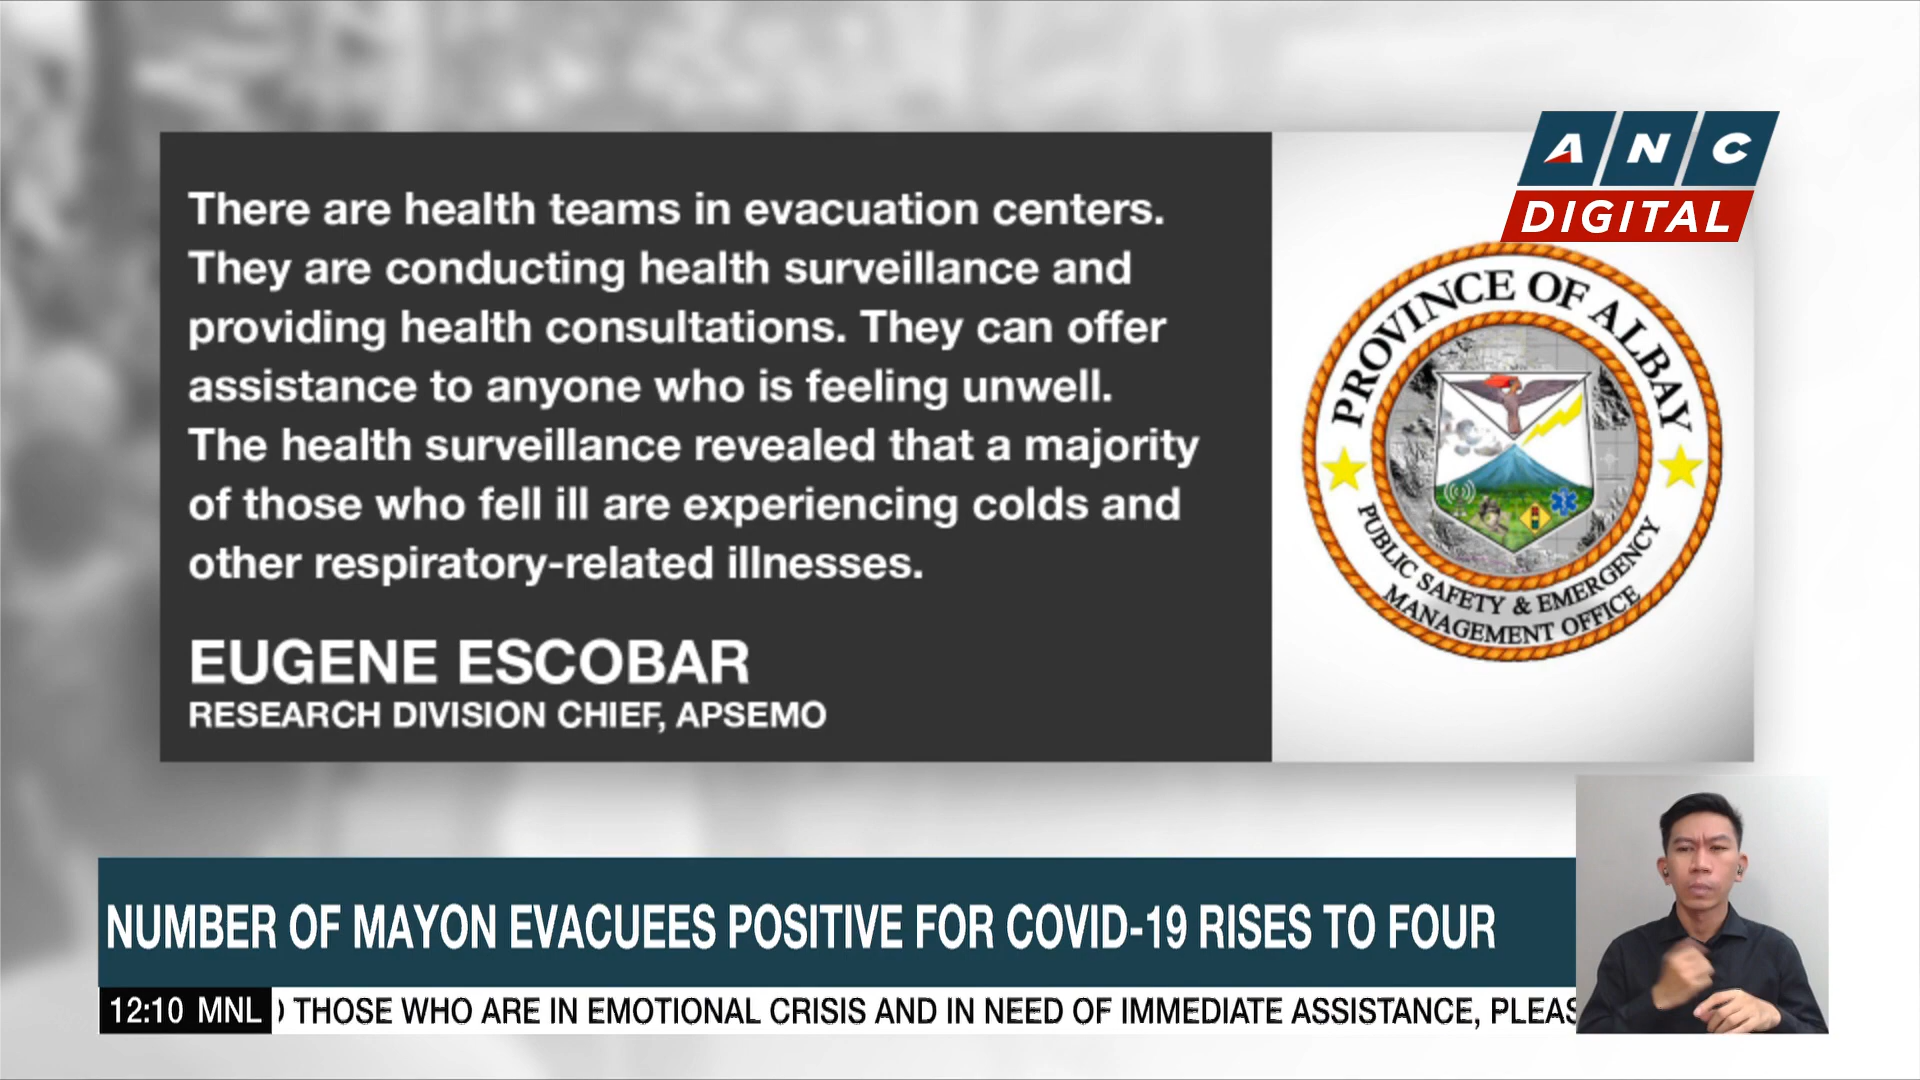 ANC
DIGITAL
There are health teams in evacuation centers.
They are conducting health surveillance and
providing health consultations. They can offer
assistance to anyone who is feeling unwell.
The health surveillance revealed that a majority
of those who fell ill are experiencing colds and
other respiratory-related illnesses.
EUGENE ESCOBAR
RESEARCH DIVISION CHIEF, APSEMO
PROVINCE OF ALBAY
PUBLIC SAFETY & EMERGENCY
MANAGEMENT OFFICE
NUMBER OF MAYON EVACUEES POSITIVE FOR COVID-19 RISES TO FOUR
12:10 MNL THOSE WHO ARE IN EMOTIONAL CRISIS AND IN NEED OF IMMEDIATE ASSISTANCE, PLEAS